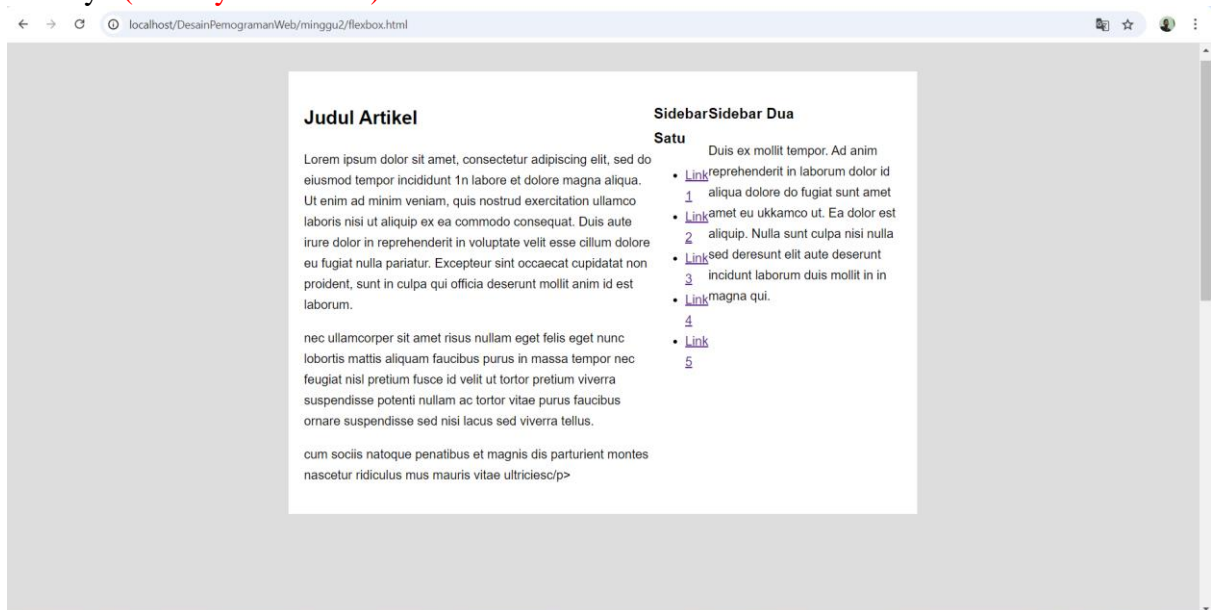 localhost/DesainPemogramanWeb/minggu2/flexbox.html
Judul Artikel
Lorem ipsum dolor sit amet, consectetur adipiscing elit, sed do
eiusmod tempor incididunt 1n labore et dolore magna aliqua.
Ut enim ad minim veniam, quis nostrud exercitation ullamco
laboris nisi ut aliquip ex ea commodo consequat. Duis aute
irure dolor in reprehenderit in voluptate velit esse cillum dolore
eu fugiat nulla pariatur. Excepteur sint occaecat cupidatat non
proident, sunt in culpa qui officia deserunt mollit anim id est
laborum.
nec ullamcorper sit amet risus nullam eget felis eget nunc
lobortis mattis aliquam faucibus purus in massa tempor nec
feugiat nisl pretium fusce id velit ut tortor pretium viverra
suspendisse potenti nullam ac tortor vitae purus faucibus
ornare suspendisse sed nisi lacus sed viverra tellus.
cum sociis natoque penatibus et magnis dis parturient montes
nascetur ridiculus mus mauris vitae ultriciesc/p>
Sidebar
Satu
Link
1
Link
2
Link
3
Link
4
Link
5
Sidebar Dua
Duis ex mollit tempor. Ad anim
reprehenderit in laborum dolor id
aliqua dolore do fugiat sunt amet
amet eu ukkamco ut. Ea dolor est
aliquip. Nulla sunt culpa nisi nulla
sed deresunt elit aute deserunt
incidunt laborum duis mollit in in
magna qui.